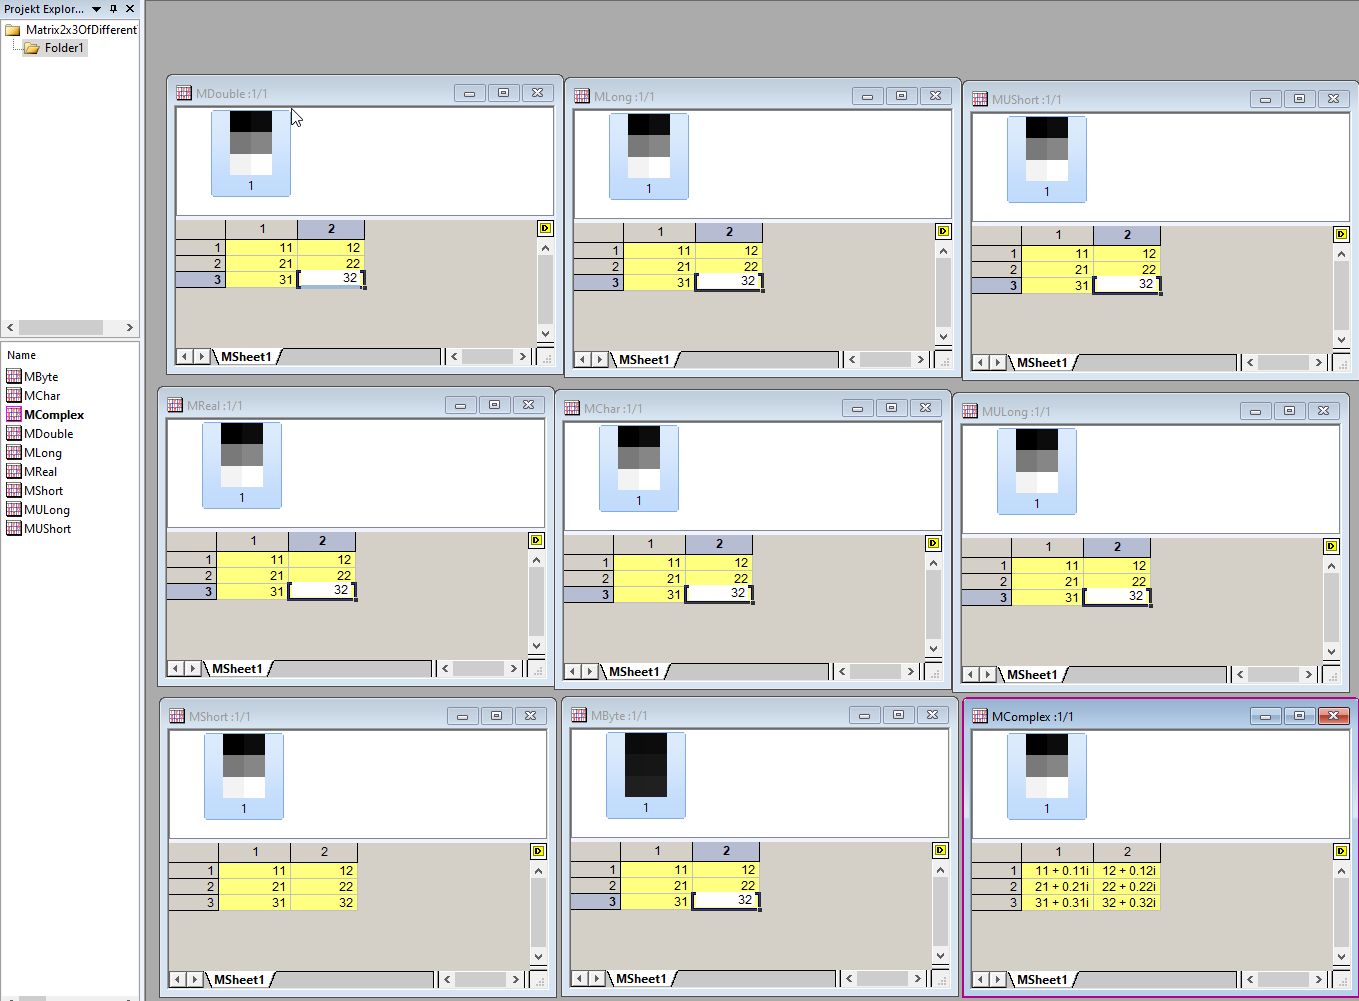 Projekt Explor...
Matrix2x3OfDifferent
Folder1
Name
MByte
MChar
MComplex
MDouble
MLong
MReal
MShort
MULong
MUShort
MDouble :1/1
1
1 2
D
1 11 12
2 21 22
3 31 32
MSheet1
MLong :1/1
1
1 2
D
1 11 12
2 21 22
3 31 32
MSheet1
MUShort :1/1
1
1 2
D
1 11 12
2 21 22
3 31 32
MSheet1
MReal :1/1
1
1 2
D
1 11 12
2 21 22
3 31 32
MSheet1
MChar :1/1
1
1 2
D
1 11 12
2 21 22
3 31 32
MSheet1
MULong :1/1
1
1 2
D
1 11 12
2 21 22
3 31 32
MSheet1
MShort :1/1
1
1 2
D
1 11 12
2 21 22
3 31 32
MSheet1
MByte :1/1
1
1 2
D
1 11 12
2 21 22
3 31 32
MSheet1
MComplex :1/1
1
1 2
D
1 11 + 0.11i 12 + 0.12i
2 21 + 0.21i 22 + 0.22i
3 31 + 0.31i 32 + 0.32i
MSheet1